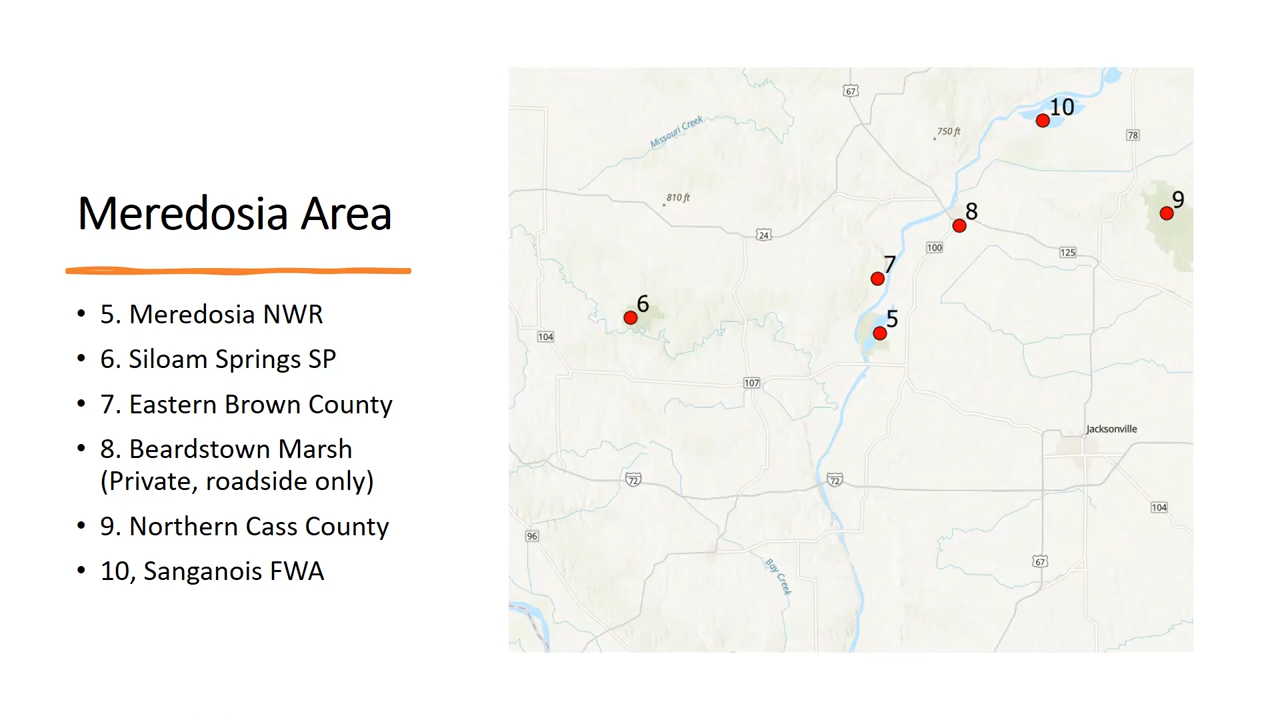 Meredosia Area
• 5. Meredosia NWR
• 6. Siloam Springs SP
• 7. Eastern Brown County
• 8. Beardstown Marsh
(Private, roadside only)
• 9. Northern Cass County
• 10, Sanganois FWA
67
10
Missouri Creek
750 ft
78
810 ft
9
8
24
100
125
7
6
5
104
107
Jacksonville
72
72
104
96
67
Bay Creek